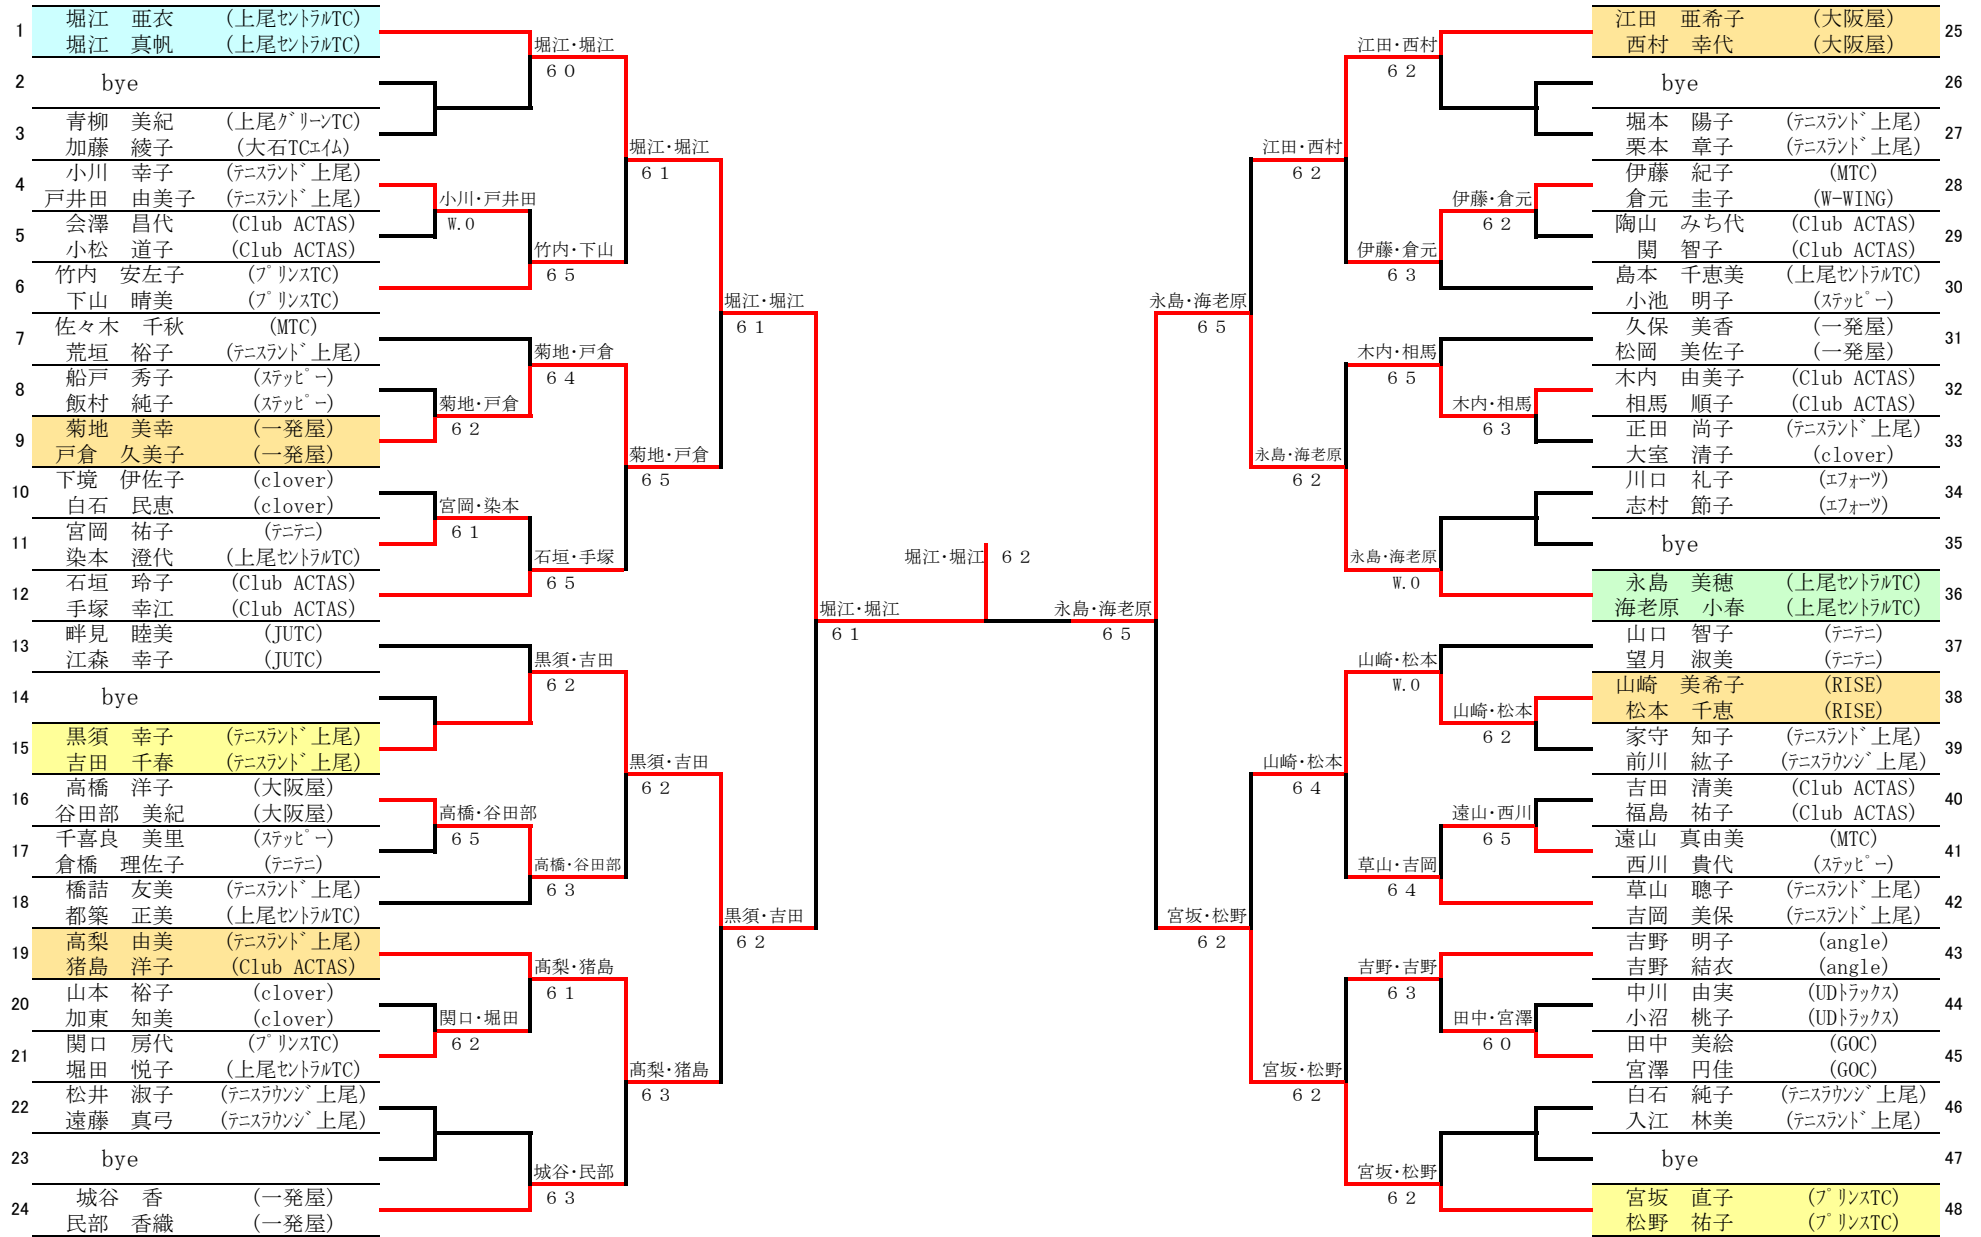 1 堀江　亜衣 (上尾ｾﾝﾄﾗﾙTC)
堀江　真帆 (上尾ｾﾝﾄﾗﾙTC)
2 bye
3 青柳　美紀 (上尾ｸﾞﾘｰﾝTC)
加藤　綾子 (大石TCｴｲﾑ)
4 小川　幸子 (ﾃﾆｽﾗﾝﾄﾞ上尾)
戸井田　由美子 (ﾃﾆｽﾗﾝﾄﾞ上尾)
5 会澤　昌代 (Club ACTAS)
小松　道子 (Club ACTAS)
6 竹内　安左子 (ﾌﾟﾘﾝｽTC)
下山　晴美 (ﾌﾟﾘﾝｽTC)
7 佐々木　千秋 (MTC)
荒垣　裕子 (ﾃﾆｽﾗﾝﾄﾞ上尾)
8 船戸　秀子 (ｽﾃｯﾋﾟｰ)
飯村　純子 (ｽﾃｯﾋﾟｰ)
9 菊地　美幸 (一発屋)
戸倉　久美子 (一発屋)
10 下境　伊佐子 (clover)
白石　民恵 (clover)
11 宮岡　祐子 (ﾃﾆﾃﾆ)
染本　澄代 (上尾ｾﾝﾄﾗﾙTC)
12 石垣　玲子 (Club ACTAS)
手塚　幸江 (Club ACTAS)
13 畔見　睦美 (JUTC)
江森　幸子 (JUTC)
14 bye
15 黒須　幸子 (ﾃﾆｽﾗﾝﾄﾞ上尾)
吉田　千春 (ﾃﾆｽﾗﾝﾄﾞ上尾)
16 高橋　洋子 (大阪屋)
谷田部　美紀 (大阪屋)
17 千喜良　美里 (ｽﾃｯﾋﾟｰ)
倉橋　理佐子 (ﾃﾆﾃﾆ)
18 橋詰　友美 (ﾃﾆｽﾗﾝﾄﾞ上尾)
都築　正美 (上尾ｾﾝﾄﾗﾙTC)
19 高梨　由美 (ﾃﾆｽﾗﾝﾄﾞ上尾)
猪島　洋子 (Club ACTAS)
20 山本　裕子 (clover)
加東　知美 (clover)
21 関口　房代 (ﾌﾟﾘﾝｽTC)
堀田　悦子 (上尾ｾﾝﾄﾗﾙTC)
22 松井　淑子 (ﾃﾆｽﾗｳﾝｼﾞ上尾)
遠藤　真弓 (ﾃﾆｽﾗｳﾝｼﾞ上尾)
23 bye
24 城谷　香 (一発屋)
民部　香織 (一発屋)
小川・戸井田
W.0
菊地・戸倉
6 2
宮岡・染本
6 1
高橋・谷田部
6 5
関口・堀田
6 2
堀江・堀江
6 0
竹内・下山
6 5
菊地・戸倉
6 4
石垣・手塚
6 5
黒須・吉田
6 2
高橋・谷田部
6 3
髙梨・猪島
6 1
城谷・民部
6 3
堀江・堀江
6 1
菊地・戸倉
6 5
黒須・吉田
6 2
髙梨・猪島
6 3
堀江・堀江
6 1
黒須・吉田
6 2
堀江・堀江
6 1
堀江・堀江 6 2
永島・海老原
6 5
永島・海老原
6 5
宮坂・松野
6 2
江田・西村
6 2
永島・海老原
6 2
山崎・松本
6 4
宮坂・松野
6 2
江田・西村
6 2
伊藤・倉元
6 3
木内・相馬
6 5
永島・海老原
W.0
山崎・松本
W.0
草山・吉岡
6 4
吉野・吉野
6 3
宮坂・松野
6 2
伊藤・倉元
6 2
木内・相馬
6 3
山崎・松本
6 2
遠山・西川
6 5
田中・宮澤
6 0
江田　亜希子 (大阪屋) 25
西村　幸代 (大阪屋)
bye 26
堀本　陽子 (ﾃﾆｽﾗﾝﾄﾞ上尾) 27
栗本　章子 (ﾃﾆｽﾗﾝﾄﾞ上尾)
伊藤　紀子 (MTC) 28
倉元　圭子 (W-WING)
陶山　みち代 (Club ACTAS) 29
関　智子 (Club ACTAS)
島本　千恵美 (上尾ｾﾝﾄﾗﾙTC) 30
小池　明子 (ｽﾃｯﾋﾟｰ)
久保　美香 (一発屋) 31
松岡　美佐子 (一発屋)
木内　由美子 (Club ACTAS) 32
相馬　順子 (Club ACTAS)
正田　尚子 (ﾃﾆｽﾗﾝﾄﾞ上尾) 33
大室　清子 (clover)
川口　礼子 (ｴﾌｫｰﾂ) 34
志村　節子 (ｴﾌｫｰﾂ)
bye 35
永島　美穂 (上尾ｾﾝﾄﾗﾙTC) 36
海老原　小春 (上尾ｾﾝﾄﾗﾙTC)
山口　智子 (ﾃﾆﾃﾆ) 37
望月　淑美 (ﾃﾆﾃﾆ)
山崎　美希子 (RISE) 38
松本　千恵 (RISE)
家守　知子 (ﾃﾆｽﾗﾝﾄﾞ上尾) 39
前川　紘子 (ﾃﾆｽﾗｳﾝｼﾞ上尾)
吉田　清美 (Club ACTAS) 40
福島　祐子 (Club ACTAS)
遠山　真由美 (MTC) 41
西川　貴代 (ｽﾃｯﾋﾟｰ)
草山　聰子 (ﾃﾆｽﾗﾝﾄﾞ上尾) 42
吉岡　美保 (ﾃﾆｽﾗﾝﾄﾞ上尾)
吉野　明子 (angle) 43
吉野　結衣 (angle)
中川　由実 (UDﾄﾗｯｸｽ) 44
小沼　桃子 (UDﾄﾗｯｸｽ)
田中　美絵 (GOC) 45
宮澤　円佳 (GOC)
白石　純子 (ﾃﾆｽﾗｳﾝｼﾞ上尾) 46
入江　林美 (ﾃﾆｽﾗﾝﾄﾞ上尾)
bye 47
宮坂　直子 (ﾌﾟﾘﾝｽTC) 48
松野　祐子 (ﾌﾟﾘﾝｽTC)